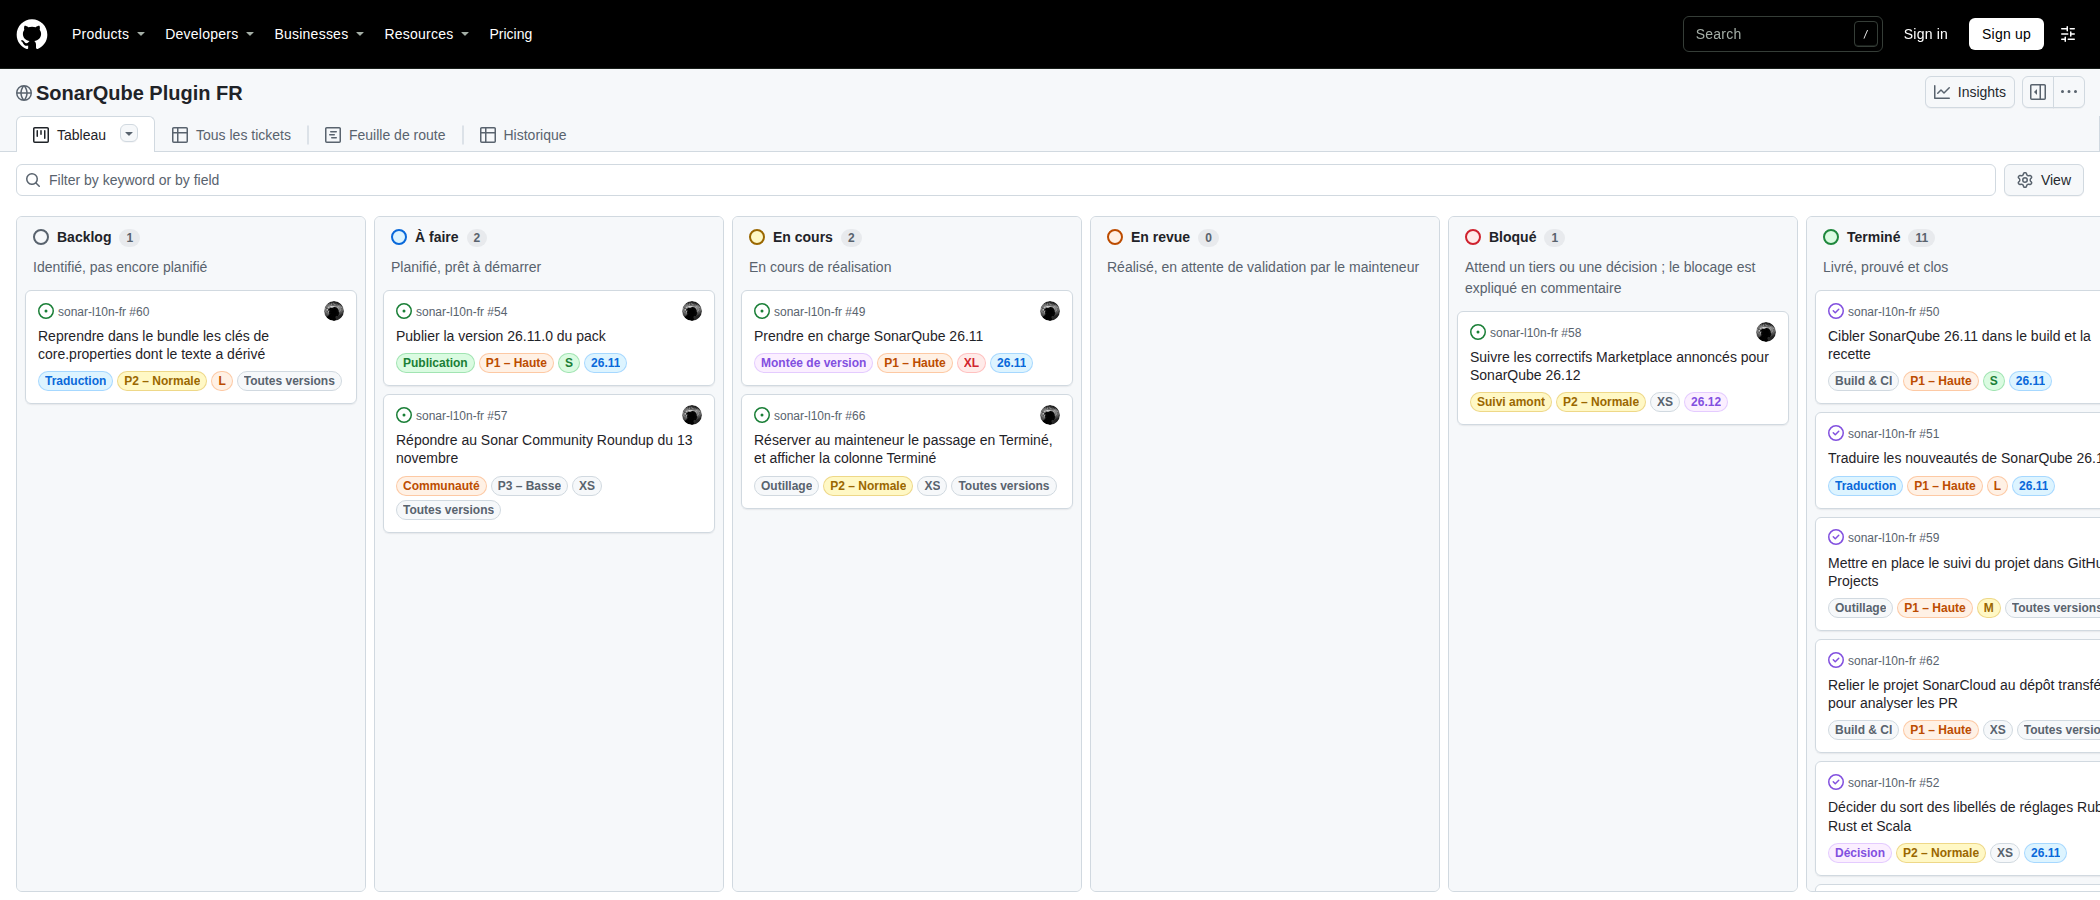 Products Developers Businesses Resources Pricing Search / Sign in Sign up
SonarQube Plugin FR Insights
Tableau Tous les tickets Feuille de route Historique
Filter by keyword or by field View
Backlog 1
Identifié, pas encore planifié
sonar-l10n-fr #60
Reprendre dans le bundle les clés de
core.properties dont le texte a dérivé
Traduction P2 – Normale L Toutes versions
À faire 2
Planifié, prêt à démarrer
sonar-l10n-fr #54
Publier la version 26.11.0 du pack
Publication P1 – Haute S 26.11
sonar-l10n-fr #57
Répondre au Sonar Community Roundup du 13
novembre
Communauté P3 – Basse XS
Toutes versions
En cours 2
En cours de réalisation
sonar-l10n-fr #49
Prendre en charge SonarQube 26.11
Montée de version P1 – Haute XL 26.11
sonar-l10n-fr #66
Réserver au mainteneur le passage en Terminé,
et afficher la colonne Terminé
Outillage P2 – Normale XS Toutes versions
En revue 0
Réalisé, en attente de validation par le mainteneur
Bloqué 1
Attend un tiers ou une décision ; le blocage est
expliqué en commentaire
sonar-l10n-fr #58
Suivre les correctifs Marketplace annoncés pour
SonarQube 26.12
Suivi amont P2 – Normale XS 26.12
Terminé 11
Livré, prouvé et clos
sonar-l10n-fr #50
Cibler SonarQube 26.11 dans le build et la
recette
Build & CI P1 – Haute S 26.11
sonar-l10n-fr #51
Traduire les nouveautés de SonarQube 26.1
Traduction P1 – Haute L 26.11
sonar-l10n-fr #59
Mettre en place le suivi du projet dans GitHu
Projects
Outillage P1 – Haute M Toutes versions
sonar-l10n-fr #62
Relier le projet SonarCloud au dépôt transfé
pour analyser les PR
Build & CI P1 – Haute XS Toutes versio
sonar-l10n-fr #52
Décider du sort des libellés de réglages Rub
Rust et Scala
Décision P2 – Normale XS 26.11